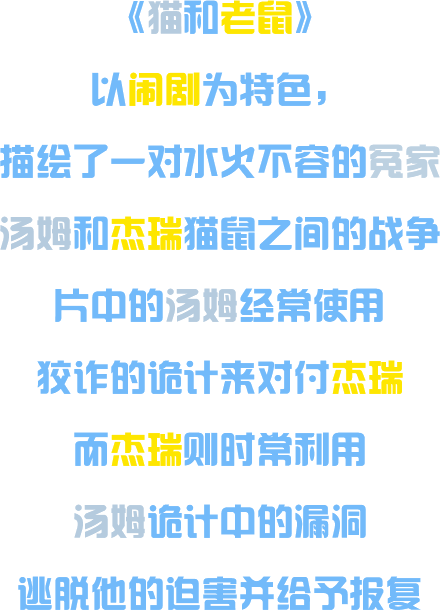 《猫和老鼠》
以闹剧为特色，
描绘了一对水火不容的冤家
汤姆和杰瑞猫鼠之间的战争
片中的汤姆经常使用
狡诈的诡计来对付杰瑞
而杰瑞则时常利用
汤姆诡计中的漏洞
逃脱他的迫害并给予报复